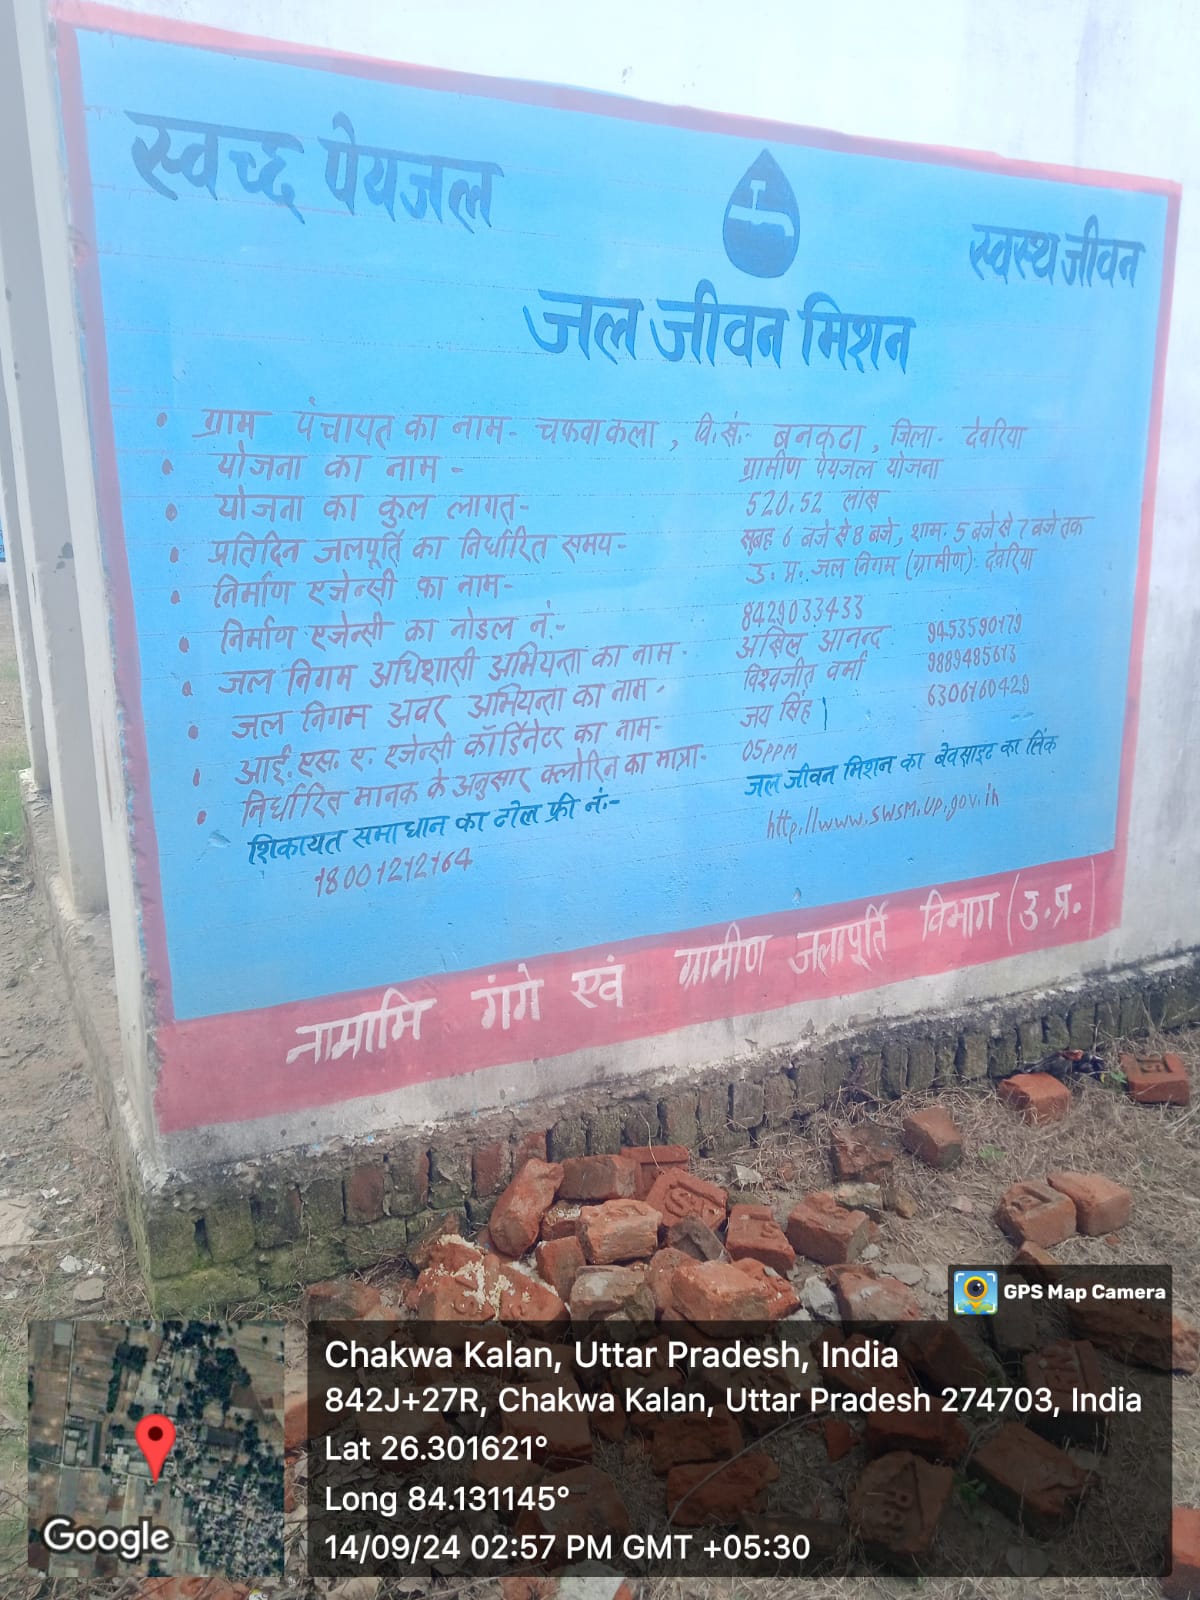 स्वच्छ पेयजल
स्वस्थ जीवन
जल जीवन मिशन
• ग्राम पंचायत का नाम- चकवा कला, वि.सं.- बनकटा, जिला- देवरिया
• योजना का नाम - ग्रामीण पेयजल योजना
• योजना का कुल लागत- 520.52 लाख
• प्रतिदिन जलपूर्ति का निर्धारित समय- सुबह 6 बजे से 8 बजे, शाम. 5 बजे से 7 बजे तक
• निर्माण एजेन्सी का नाम- उ. प्र. जल निगम (ग्रामीण) देवरिया
• निर्माण एजेन्सी का नोडल नं.- 8429033433
• जल निगम अधिशासी अभियन्ता का नाम- अखिल आनन्द 9453590179
• जल निगम अवर अभियन्ता का नाम- विश्वजीत वर्मा 9889485613
• आई.एस.ए. एजेन्सी कॉर्डिनेटर का नाम- जय सिंह 6306160429
• निर्धारित मानक के अनुसार क्लोरिन का मात्रा- 05ppm
शिकायत समाधान का टोल फ्री नं.- जल जीवन मिशन का बेवसाइट का लिंक
18001212164 http://www.swsm.up.gov.in
नामामि गंगे एवं ग्रामीण जलापूर्ति विभाग (उ.प्र.)
GPS Map Camera
Chakwa Kalan, Uttar Pradesh, India
842J+27R, Chakwa Kalan, Uttar Pradesh 274703, India
Lat 26.301621°
Long 84.131145°
14/09/24 02:57 PM GMT +05:30
Google